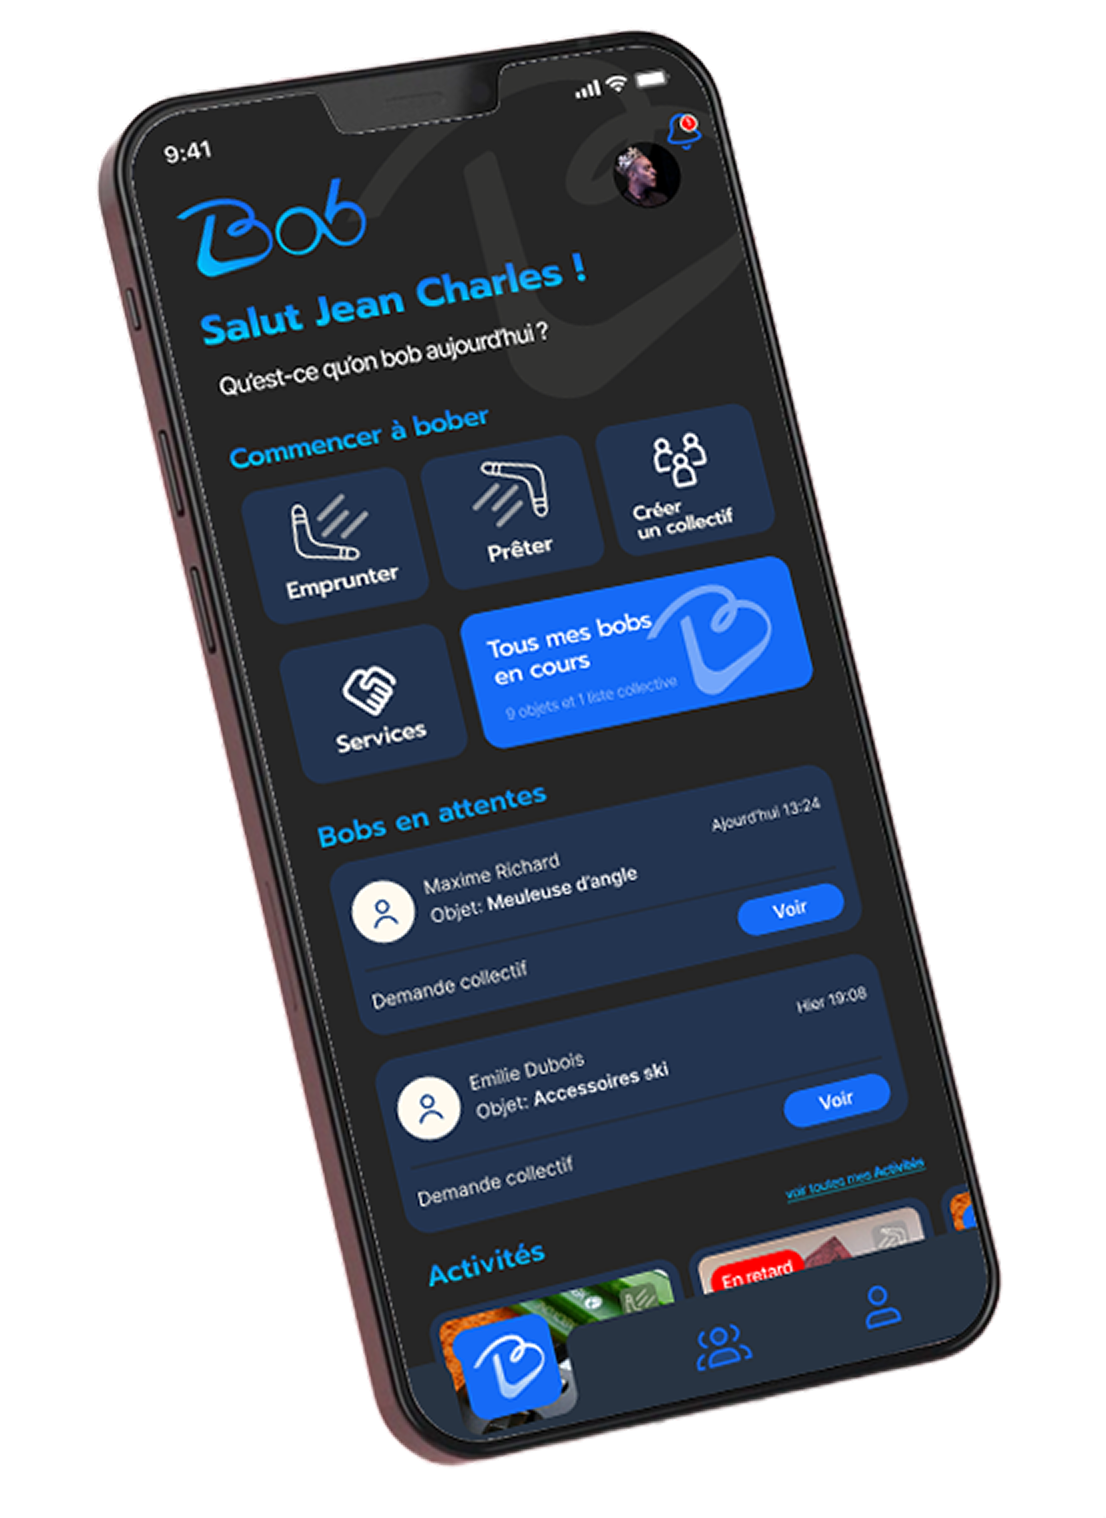 9:41
Bob
Salut Jean Charles !
Qu'est-ce qu'on bob aujourd'hui ?
Commencer à bober
Emprunter
Prêter
Créer
un collectif
Services
Tous mes bobs
en cours
9 objets et 1 liste collective
Bobs en attentes
Ajourd'hui 13:24
Maxime Richard
Objet: Meuleuse d'angle
Voir
Demande collectif
Hier 19:08
Emilie Dubois
Objet: Accessoires ski
Voir
Demande collectif
voir toutes mes Activités
Activités
En retard